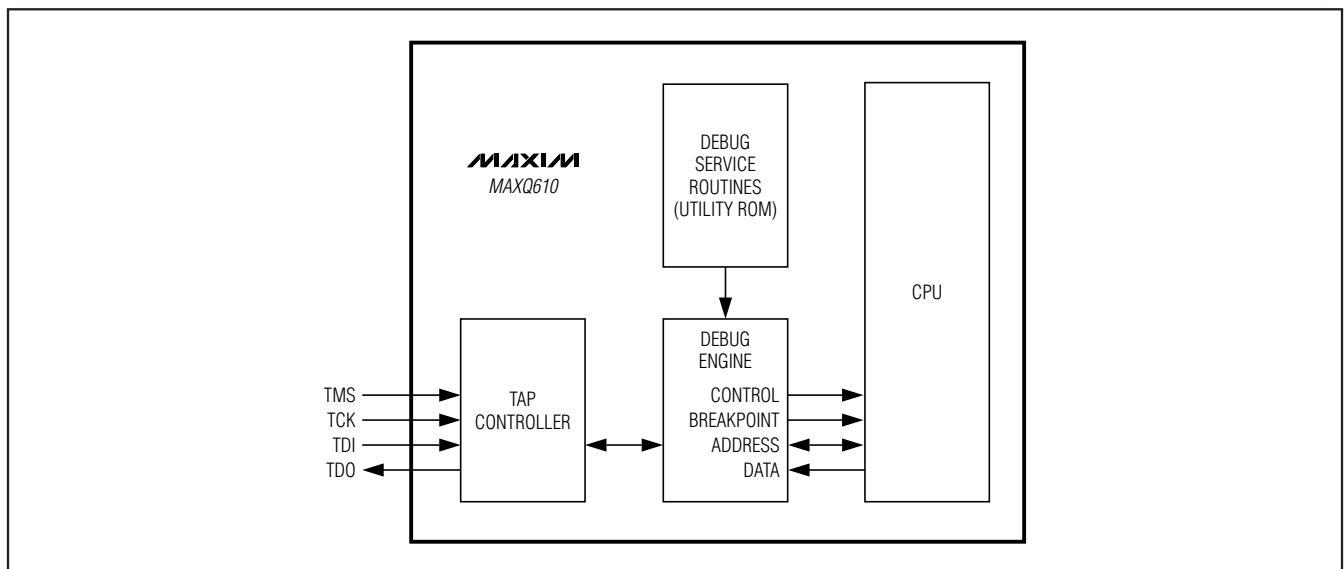 MAXIM
MAXQ610
DEBUG
SERVICE
ROUTINES
(UTILITY ROM)
CPU
TMS
TCK
TDI
TDO
TAP
CONTROLLER
DEBUG
ENGINE
CONTROL
BREAKPOINT
ADDRESS
DATA